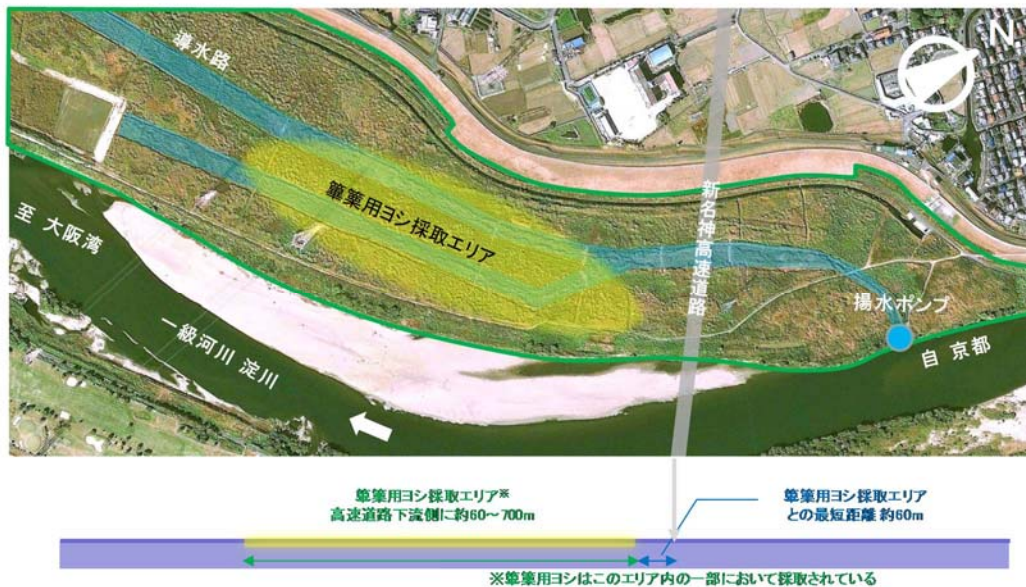 導水路
N
篳篥用ヨシ採取エリア
新名神高速道路
至 大阪湾
揚水ポンプ
一級河川 淀川
自 京都
篳篥用ヨシ採取エリア※
高速道路下流側に約60～700m
篳篥用ヨシ採取エリア
との最短距離 約60m
※篳篥用ヨシはこのエリア内の一部において採取されている